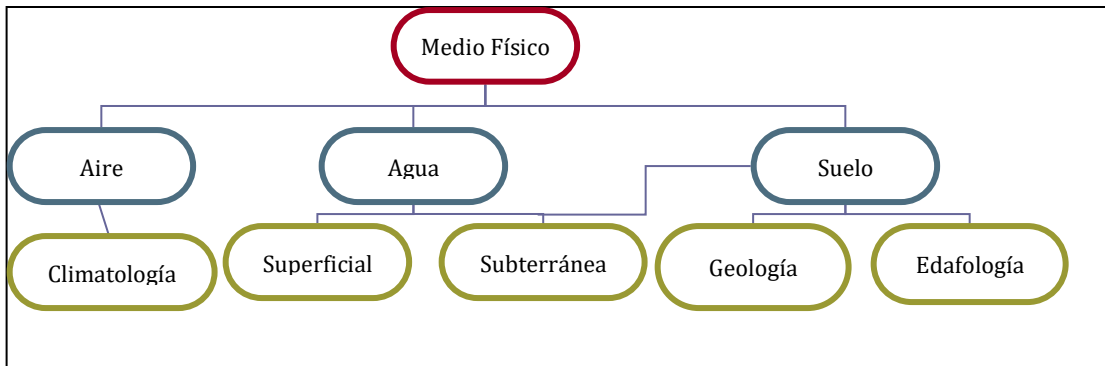 Medio Físico
Aire
Agua
Suelo
Climatología
Superficial
Subterránea
Geología
Edafología